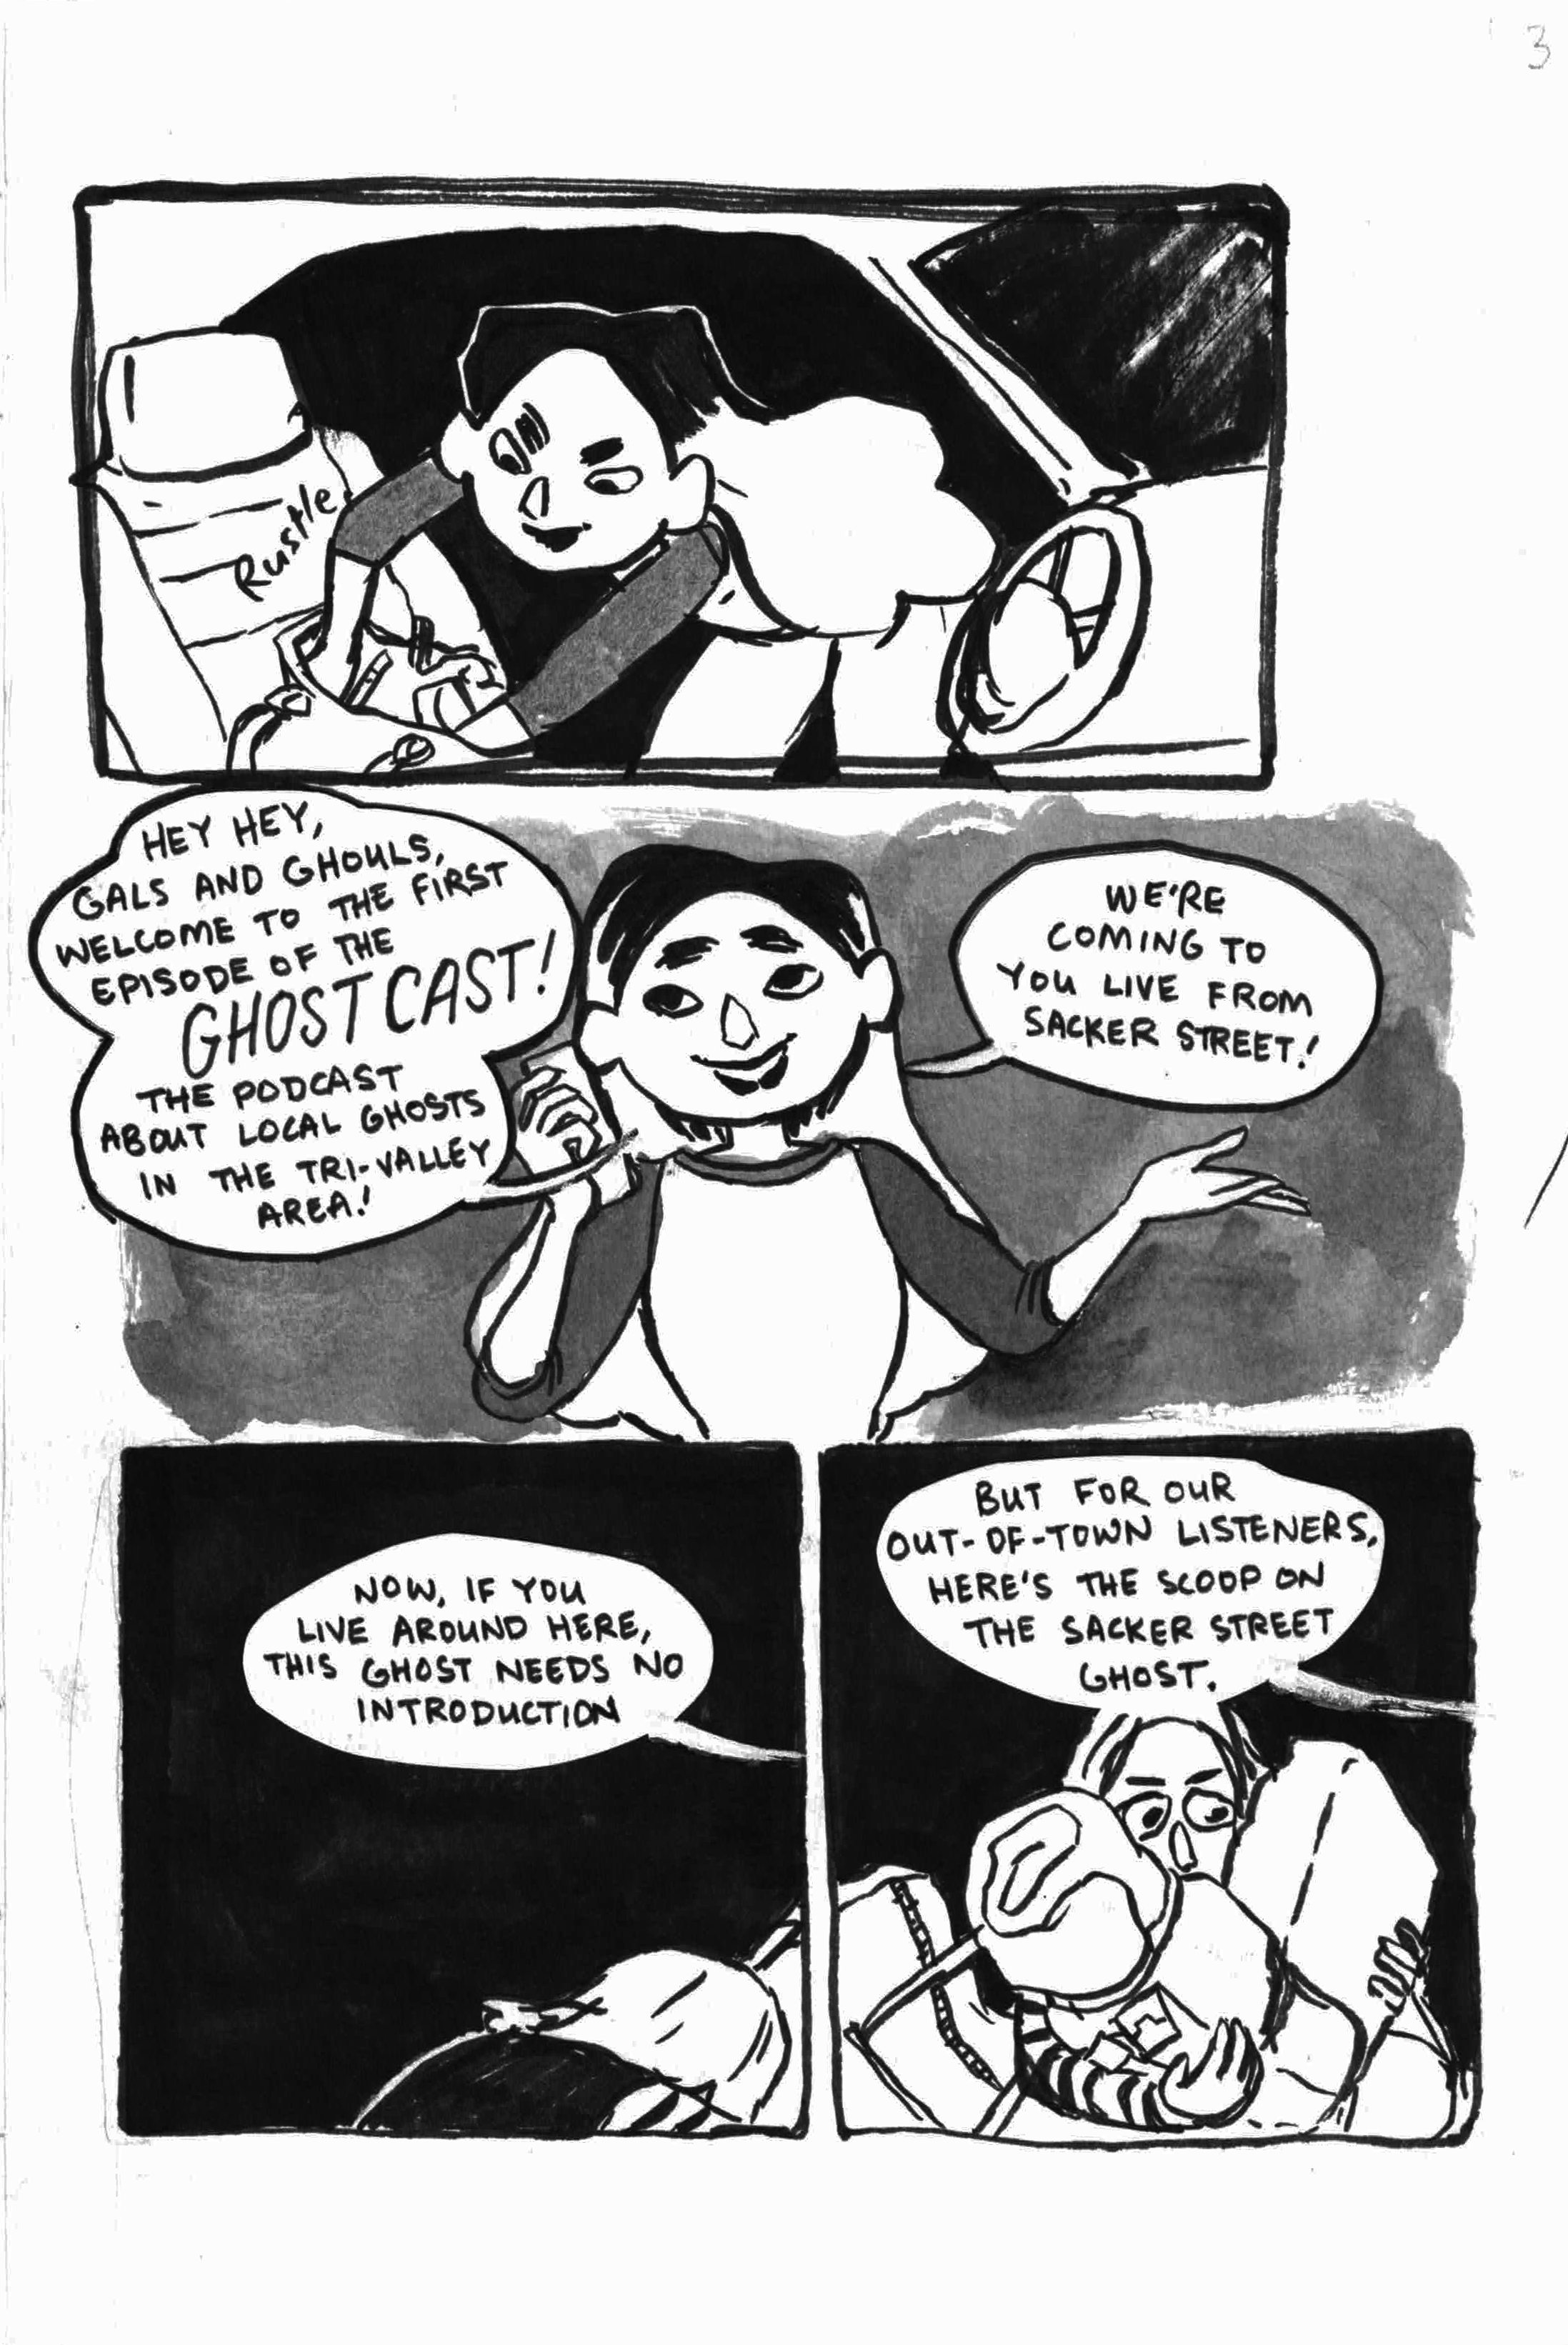 3
Rustle
HEY HEY,
GALS AND GHOULS,
WELCOME TO THE FIRST
EPISODE OF THE
GHOSTCAST!
THE PODCAST
ABOUT LOCAL GHOSTS
IN THE TRI-VALLEY
AREA!
WE'RE
COMING TO
YOU LIVE FROM
SACKER STREET!
NOW, IF YOU
LIVE AROUND HERE,
THIS GHOST NEEDS NO
INTRODUCTION
BUT FOR OUR
OUT-OF-TOWN LISTENERS,
HERE'S THE SCOOP ON
THE SACKER STREET
GHOST.